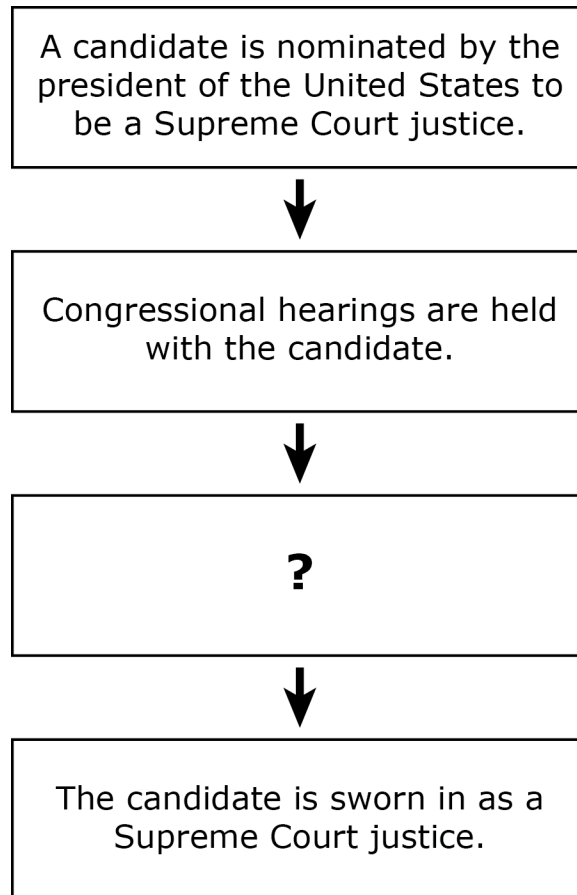 A candidate is nominated by the
president of the United States to
be a Supreme Court justice.
Congressional hearings are held
with the candidate.
?
The candidate is sworn in as a
Supreme Court justice.